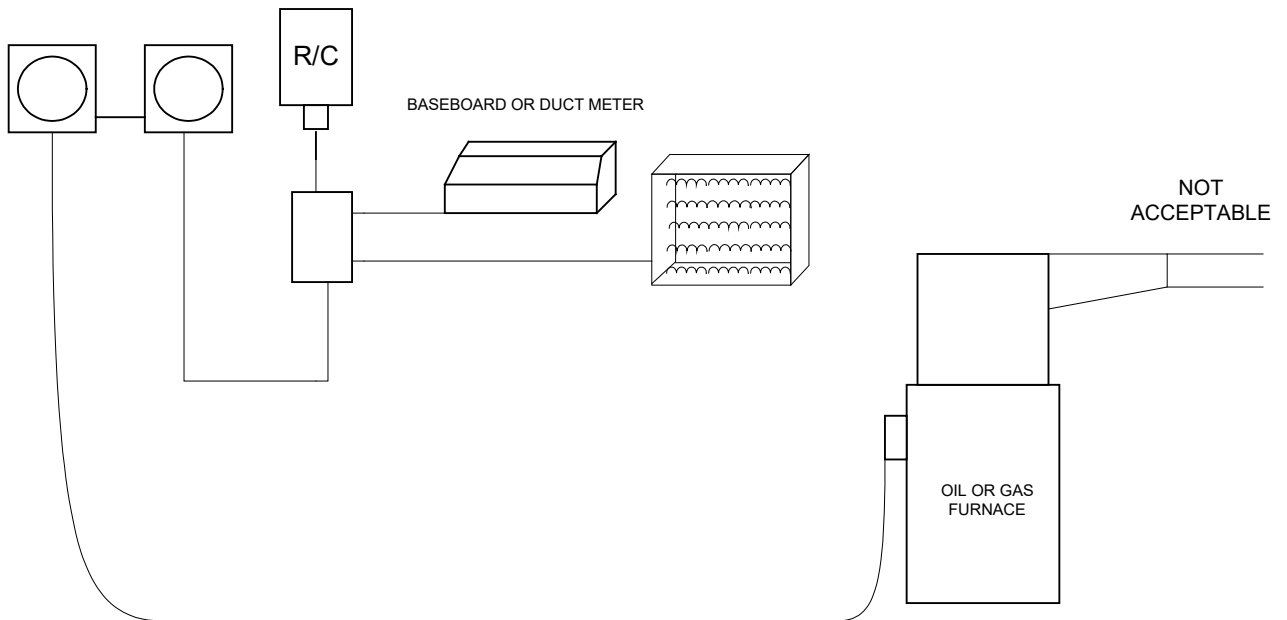 R/C
BASEBOARD OR DUCT METER
NOT
ACCEPTABLE
OIL OR GAS
FURNACE